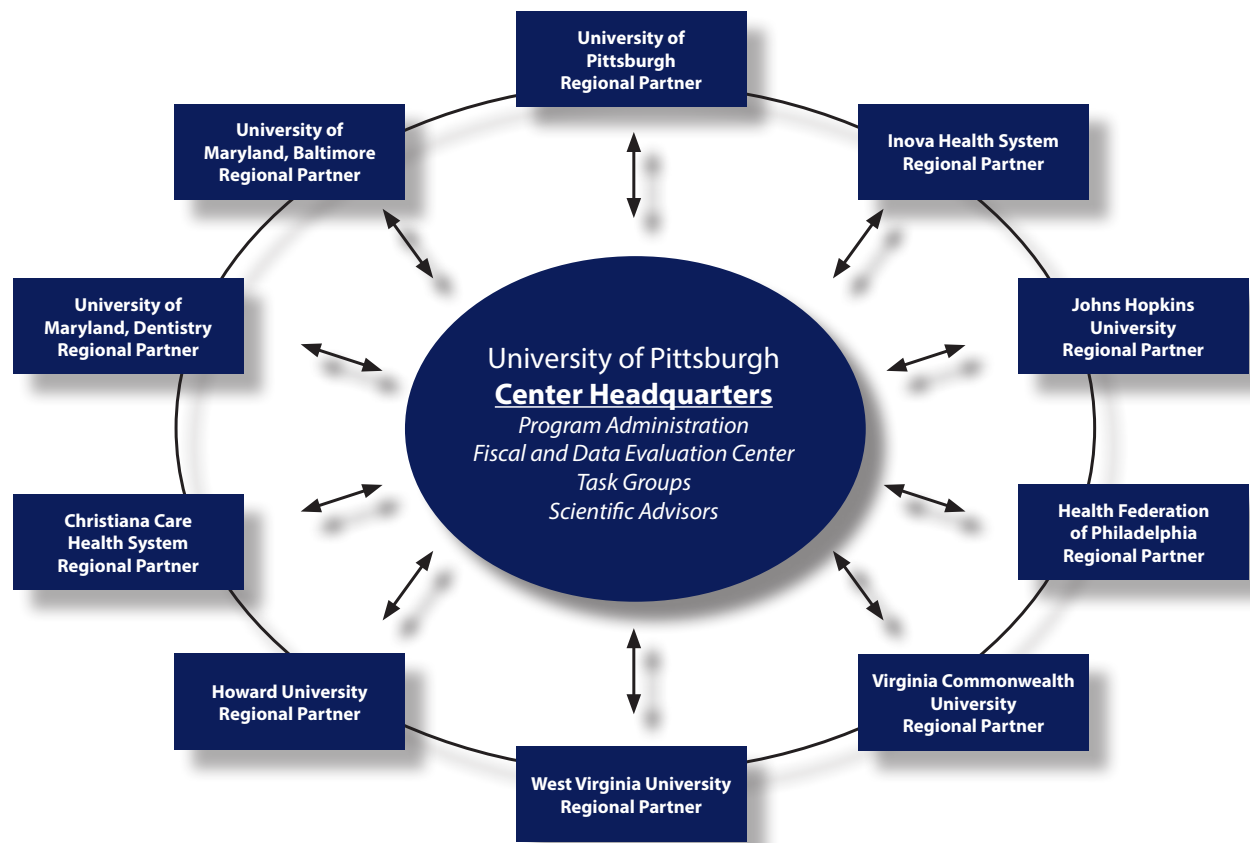 University of
Pittsburgh
Regional Partner
University of
Maryland, Baltimore
Regional Partner
Inova Health System
Regional Partner
University of
Maryland, Dentistry
Regional Partner
Johns Hopkins
University
Regional Partner
University of Pittsburgh
Center Headquarters
Program Administration
Fiscal and Data Evaluation Center
Task Groups
Scientific Advisors
Christiana Care
Health System
Regional Partner
Health Federation
of Philadelphia
Regional Partner
Howard University
Regional Partner
Virginia Commonwealth
University
Regional Partner
West Virginia University
Regional Partner